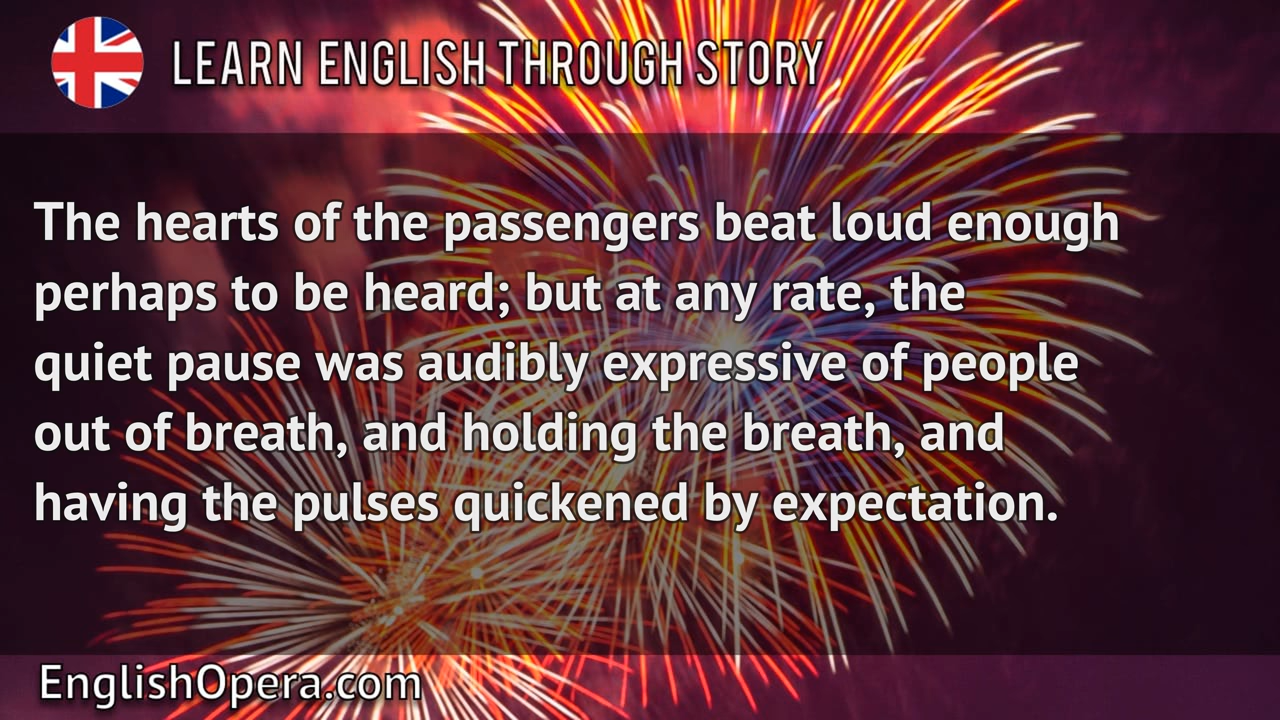 LEARN ENGLISH THROUGH STORY
The hearts of the passengers beat loud enough
perhaps to be heard; but at any rate, the
quiet pause was audibly expressive of people
out of breath, and holding the breath, and
having the pulses quickened by expectation.
EnglishOpera.com